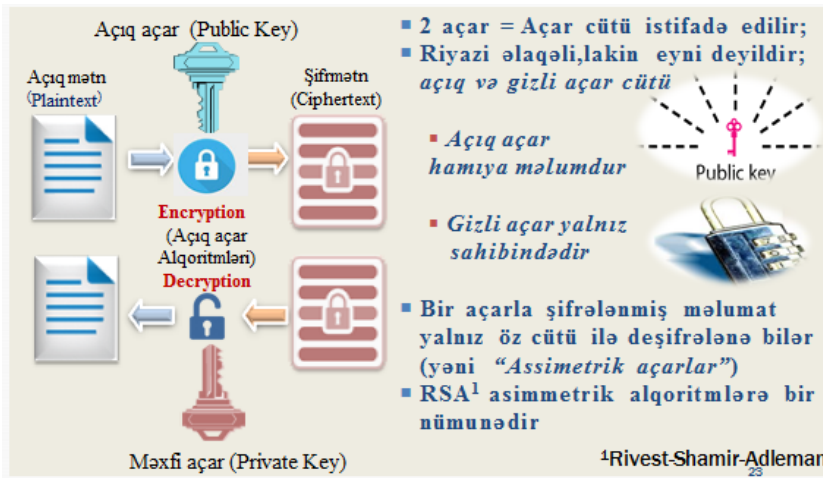 Açıq açar (Public Key)
Açıq mətn
(Plaintext)
Şifrmətn
(Ciphertext)
Encryption
(Açıq açar
Alqoritmləri)
Decryption
Məxfi açar (Private Key)
2 açar = Açar cütü istifadə edilir;
Riyazi əlaqəli,lakin eyni deyildir;
açıq və gizli açar cütü
Açıq açar
hamıya məlumdur
Public key
Gizli açar yalnız
sahibindədir
Bir açarla şifrələnmiş məlumat
yalnız öz cütü ilə deşifrələnə bilər
(yəni “Assimetrik açarlar”)
RSA¹ asimmetrik alqoritmlərə bir
nümunədir
¹Rivest-Shamir-Adleman
23